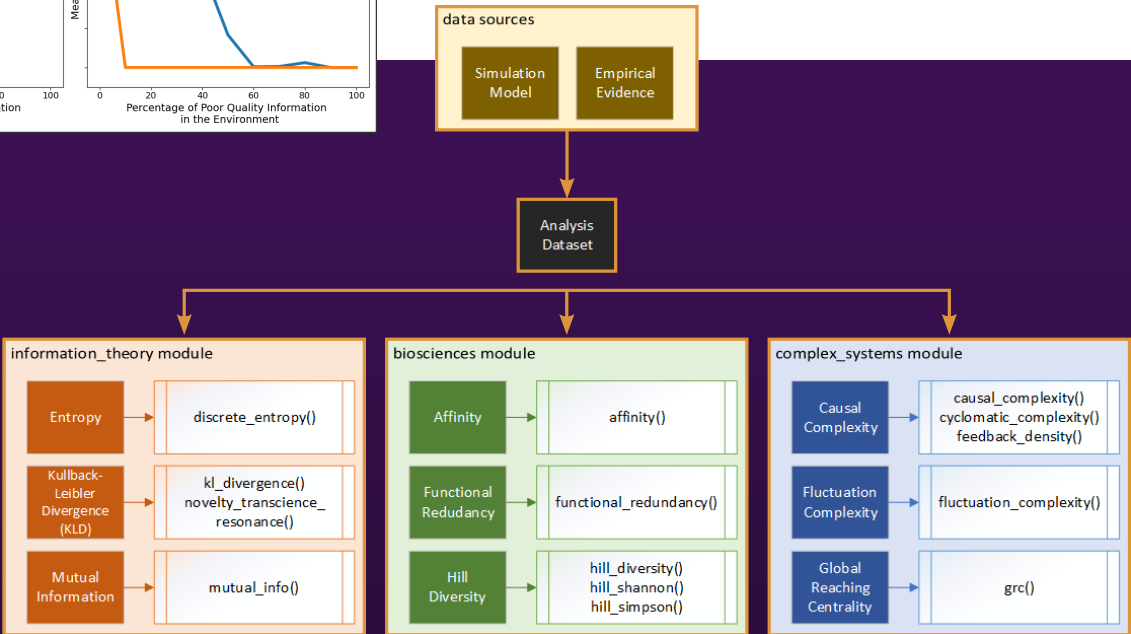 Mea
100
tion
0
20
40
60
80
100
Percentage of Poor Quality Information
in the Environment
data sources
Simulation
Model
Empirical
Evidence
Analysis
Dataset
information_theory module
Entropy
discrete_entropy()
Kullback-
Leibler
Divergence
(KLD)
kl_divergence()
novelty_transcience_
resonance()
Mutual
Information
mutual_info()
biosciences module
Affinity
affinity()
Functional
Redudancy
functional_redundancy()
Hill
Diversity
hill_diversity()
hill_shannon()
hill_simpson()
complex_systems module
Causal
Complexity
causal_complexity()
cyclomatic_complexity()
feedback_density()
Fluctuation
Complexity
fluctuation_complexity()
Global
Reaching
Centrality
grc()